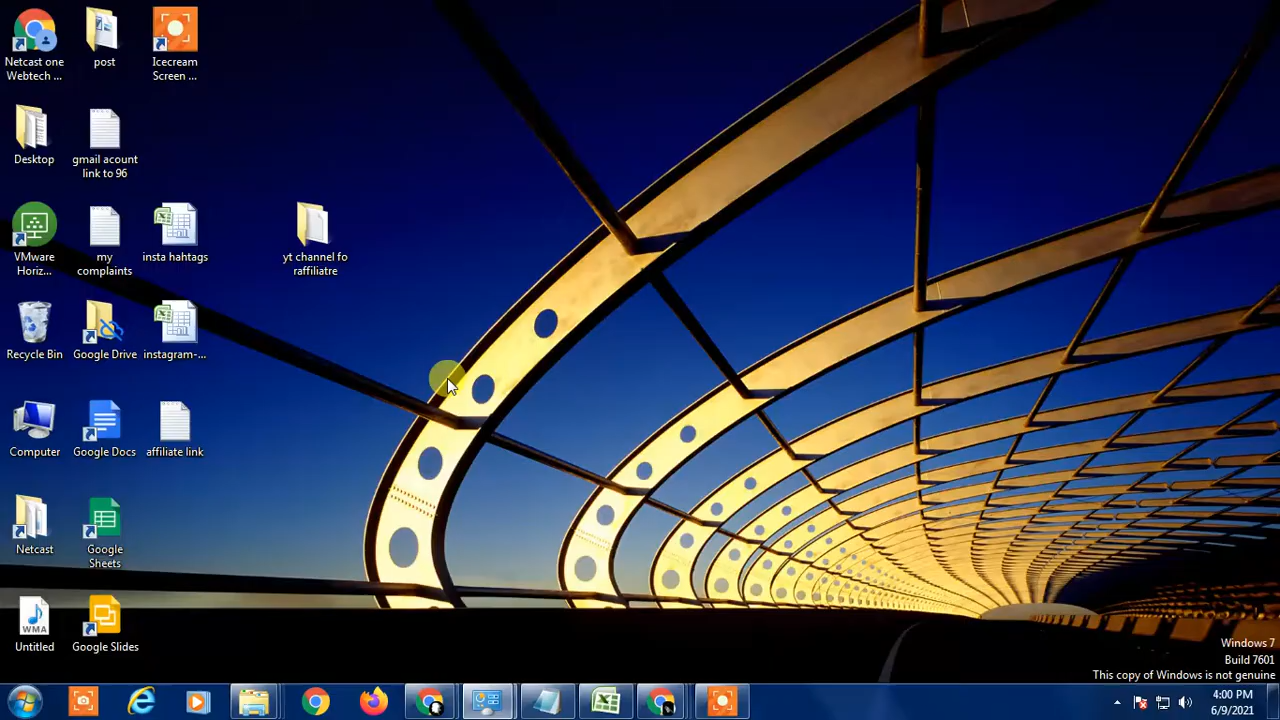 Netcast one
Webtech ...
post
Icecream
Screen ...
Desktop
gmail acount
link to 96
VMware
Horiz...
my
complaints
insta hahtags
yt channel fo
raffiliatre
Recycle Bin
Google Drive
instagram-...
Computer
Google Docs
affiliate link
Netcast
Google
Sheets
WMA
Untitled
Google Slides
Windows 7
Build 7601
This copy of Windows is not genuine
4:00 PM
6/9/2021